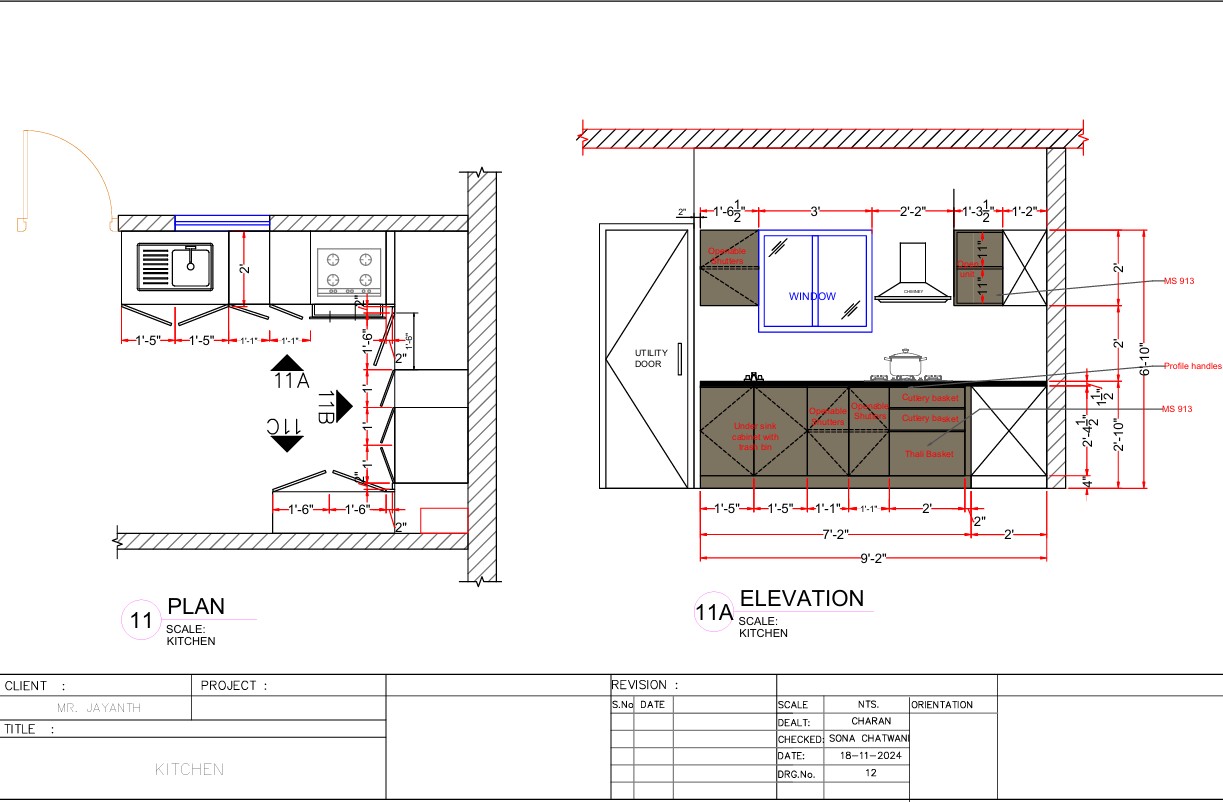 2'
1'-5"
1'-5"
1'-1"
1'-1"
2"
1'-6"
1'-6"
2"
1'
1'
1'
2"
1'-6"
1'-6"
2"
11A
11B
11C
11
PLAN
SCALE:
KITCHEN
2"
1'-6 1/2"
3'
2'-2"
1'-3 1/2"
1'-2"
Openable
Shutters
WINDOW
CHIMNEY
11"
11"
Open
unit
2'
MS 913
2'
6'-10"
UTILITY
DOOR
Profile handles
1 1/2"
MS 913
Under sink
cabinet with
trash bin
Openable
Shutters
Openable
Shutters
Cutlery basket
Cutlery basket
Thali Basket
2'-4 1/2"
2'-10"
4"
1'-5"
1'-5"
1'-1"
1'-1"
2'
2"
7'-2"
2'
9'-2"
11A
ELEVATION
SCALE:
KITCHEN
CLIENT :
PROJECT :
MR. JAYANTH
TITLE :
KITCHEN
REVISION :
S.No DATE
SCALE NTS. ORIENTATION
DEALT: CHARAN
CHECKED: SONA CHATWANI
DATE: 18-11-2024
DRG.No. 12